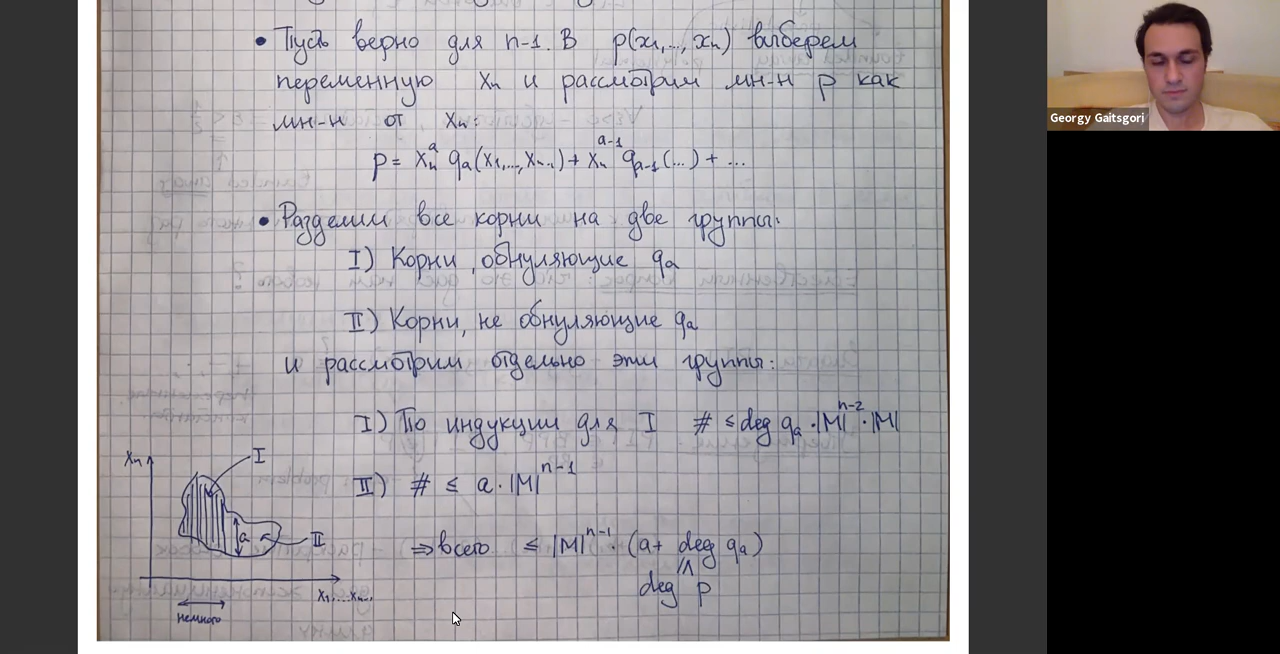 • Пусть верно для n-1. В p(x₁,...,xₙ) выберем
переменную xₙ и рассмотрим мн-н p как
мн-н от xₙ:
p = xₙᵃ qₐ(x₁,...,xₙ₋₁) + xₙᵃ⁻¹ qₐ₋₁(...) + ...
• Разделим все корни на две группы:
I) Корни, обнуляющие qₐ
II) Корни, не обнуляющие qₐ
и рассмотрим отдельно эти группы:
I) По индукции для I # ≤ deg qₐ · |M|ⁿ⁻² · |M|
II) # ≤ a · |M|ⁿ⁻¹
⇒ всего ≤ |M|ⁿ⁻¹ · (a + deg qₐ)
deg p
xₙ
I
a
II
x₁...xₙ₋₁
немного
Georgy Gaitsgori